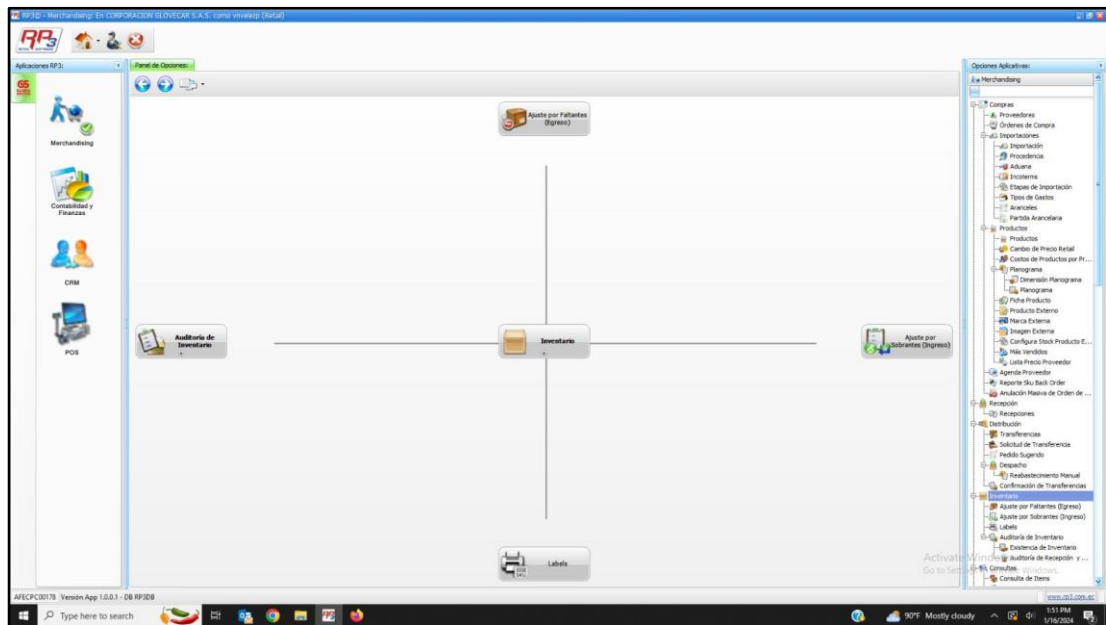 RP3© - Merchandising: En CORPORACION GLOVECAR S.A.S. como vnvelezp (Retail)
RP3
Aplicaciones RP3:
GS
Merchandising
Contabilidad y
Finanzas
CRM
POS
Panel de Opciones:
Ajuste por Faltantes
(Egreso)
Auditoría de
Inventario
Inventario
Ajuste por
Sobrantes (Ingreso)
Labels
Opciones Aplicativas:
Merchandising
Compras
Proveedores
Órdenes de Compra
Importaciones
Importación
Procedencia
Aduana
Incoterms
Etapas de Importación
Tipos de Gastos
Aranceles
Partida Arancelaria
Productos
Productos
Cambio de Precio Retail
Costos de Productos por Pr...
Planograma
Dimensión Planograma
Planograma
Ficha Producto
Producto Externo
Marca Externa
Imagen Externa
Configura Stock Producto E...
Más Vendidos
Lista Precio Proveedor
Agenda Proveedor
Reporte Sku Back Order
Anulación Masiva de Orden de ...
Recepción
Recepciones
Distribución
Transferencias
Solicitud de Transferencia
Pedido Sugerido
Despacho
Reabastecimiento Manual
Confirmación de Transferencias
Inventario
Ajuste por Faltantes (Egreso)
Ajuste por Sobrantes (Ingreso)
Labels
Auditoría de Inventario
Existencia de Inventario
Auditoría de Recepción y ...
Consultas
Consulta de Items
Activate Windows
Go to Settings Windows.
AFECPC00178 Versión App 1.0.0.1 - DB RP3DB
www.rp3.com.ec
Type here to search
90°F Mostly cloudy
1:51 PM
1/16/2024